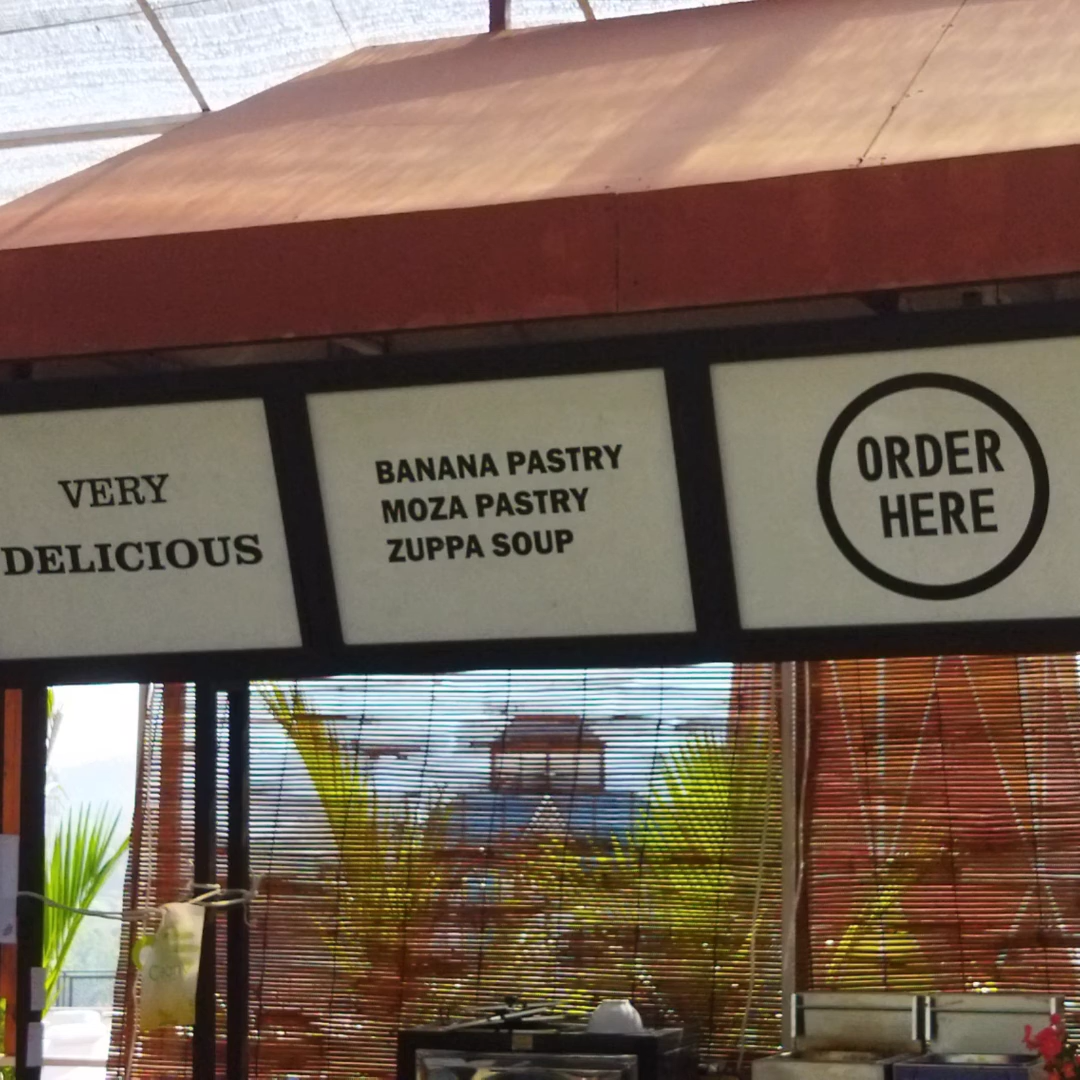 VERY
DELICIOUS
BANANA PASTRY
MOZA PASTRY
ZUPPA SOUP
ORDER
HERE